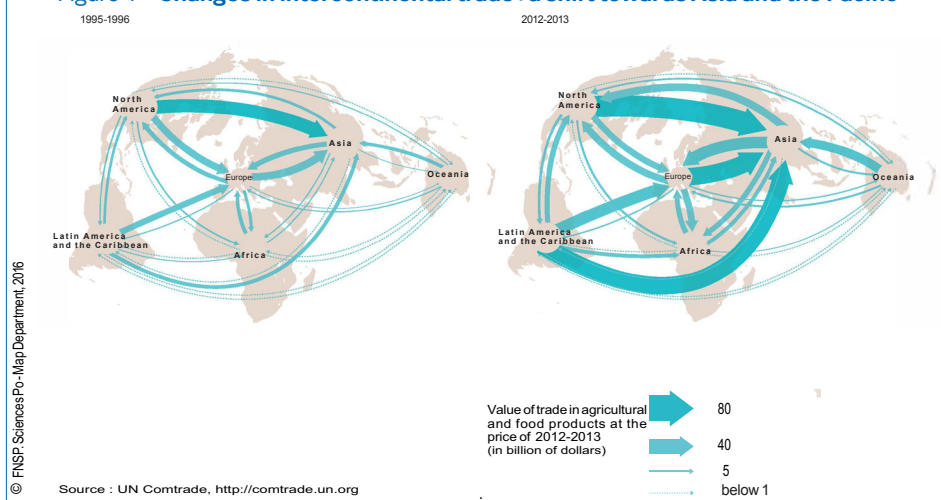 1995-1996
2012-2013
North
America
Asia
Europe
Oceania
Latin America
and the Caribbean
Africa
North
America
Asia
Europe
Oceania
Latin America
and the Caribbean
Africa
© FNSP. Sciences Po - Map Department, 2016
Value of trade in agricultural
and food products at the
price of 2012-2013
(in billion of dollars)
80
40
5
below 1
Source : UN Comtrade, http://comtrade.un.org